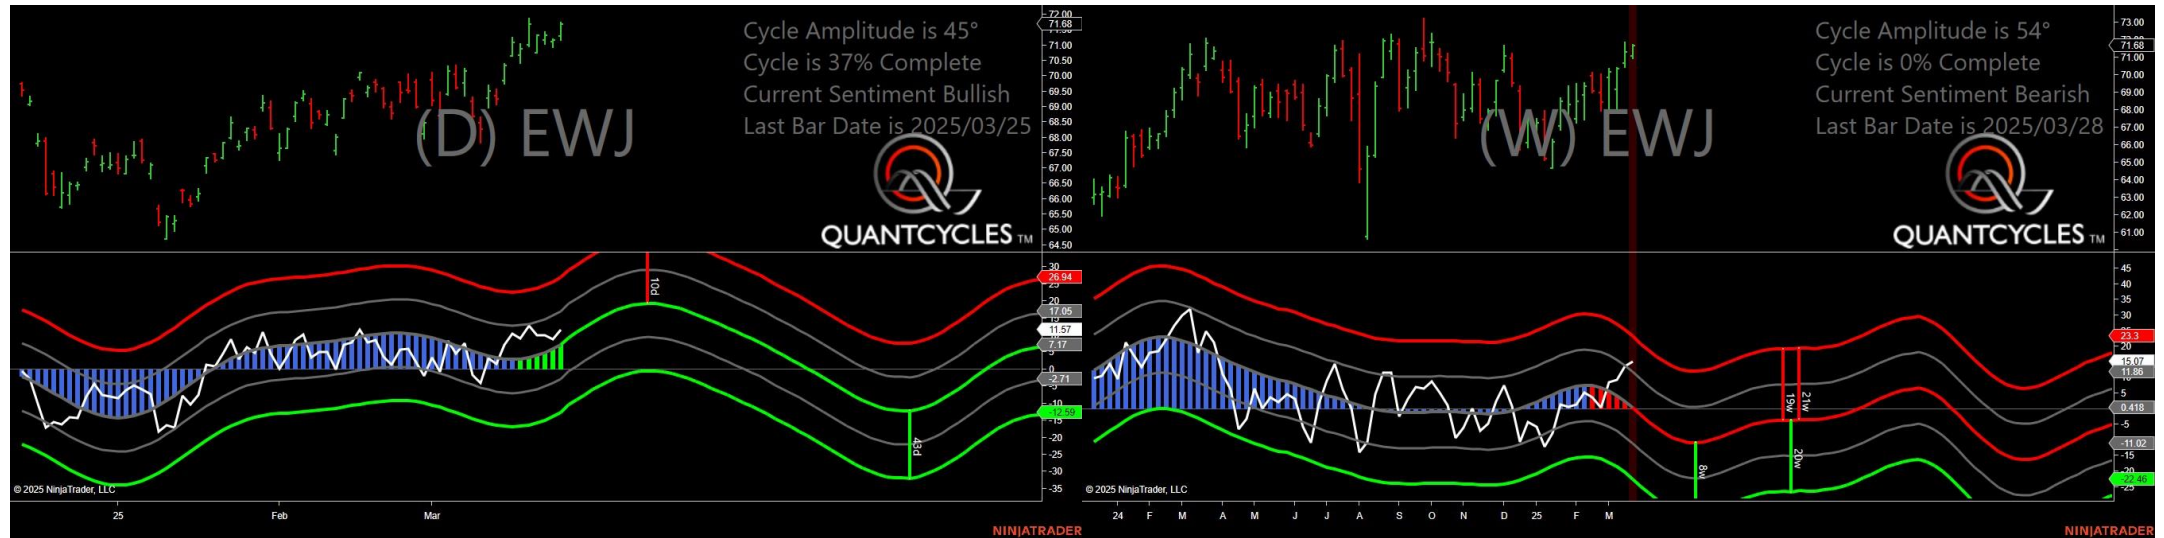 Cycle Amplitude is 45°
Cycle is 37% Complete
Current Sentiment Bullish
Last Bar Date is 2025/03/25
(D) EWJ
QUANTCYCLES TM
72.00
71.68
71.00
70.50
70.00
69.50
69.00
68.50
68.00
67.50
67.00
66.50
66.00
65.50
65.00
64.50
30
26.94
20
17.05
11.57
7.17
0
-2.71
-12.59
-15
-20
-25
-30
-35
10d
43d
© 2025 NinjaTrader, LLC
25 Feb Mar
NINJATRADER
Cycle Amplitude is 54°
Cycle is 0% Complete
Current Sentiment Bearish
Last Bar Date is 2025/03/28
(W) EWJ
QUANTCYCLES TM
73.00
71.68
71.00
70.00
69.00
68.00
67.00
66.00
65.00
64.00
63.00
62.00
61.00
45
40
35
30
23.3
20
15.07
11.86
5
0.418
-5
-11.02
-15
-22.46
8w
19w
21w
20w
© 2025 NinjaTrader, LLC
24 F M A M J J A S O N D 25 F M
NINJATRADER